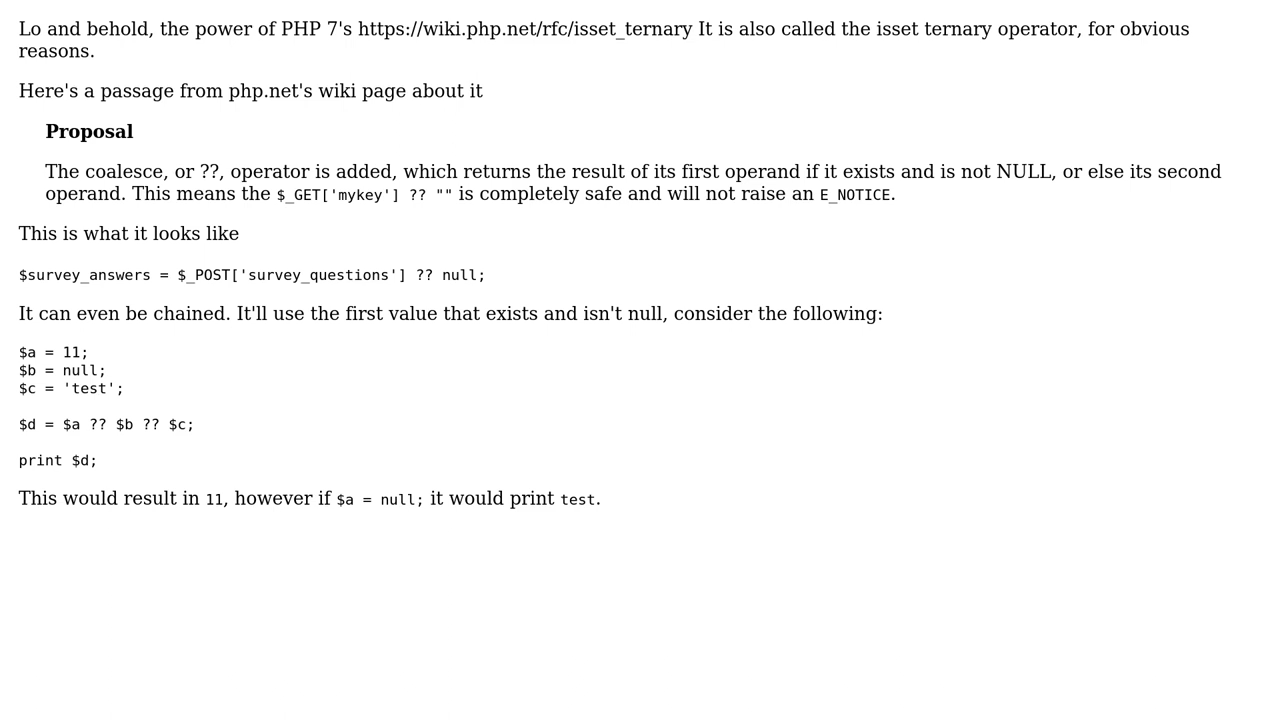 Lo and behold, the power of PHP 7's https://wiki.php.net/rfc/isset_ternary It is also called the isset ternary operator, for obvious
reasons.
Here's a passage from php.net's wiki page about it
Proposal
The coalesce, or ??, operator is added, which returns the result of its first operand if it exists and is not NULL, or else its second
operand. This means the $_GET['mykey'] ?? "" is completely safe and will not raise an E_NOTICE.
This is what it looks like
$survey_answers = $_POST['survey_questions'] ?? null;
It can even be chained. It'll use the first value that exists and isn't null, consider the following:
$a = 11;
$b = null;
$c = 'test';
$d = $a ?? $b ?? $c;
print $d;
This would result in 11, however if $a = null; it would print test.